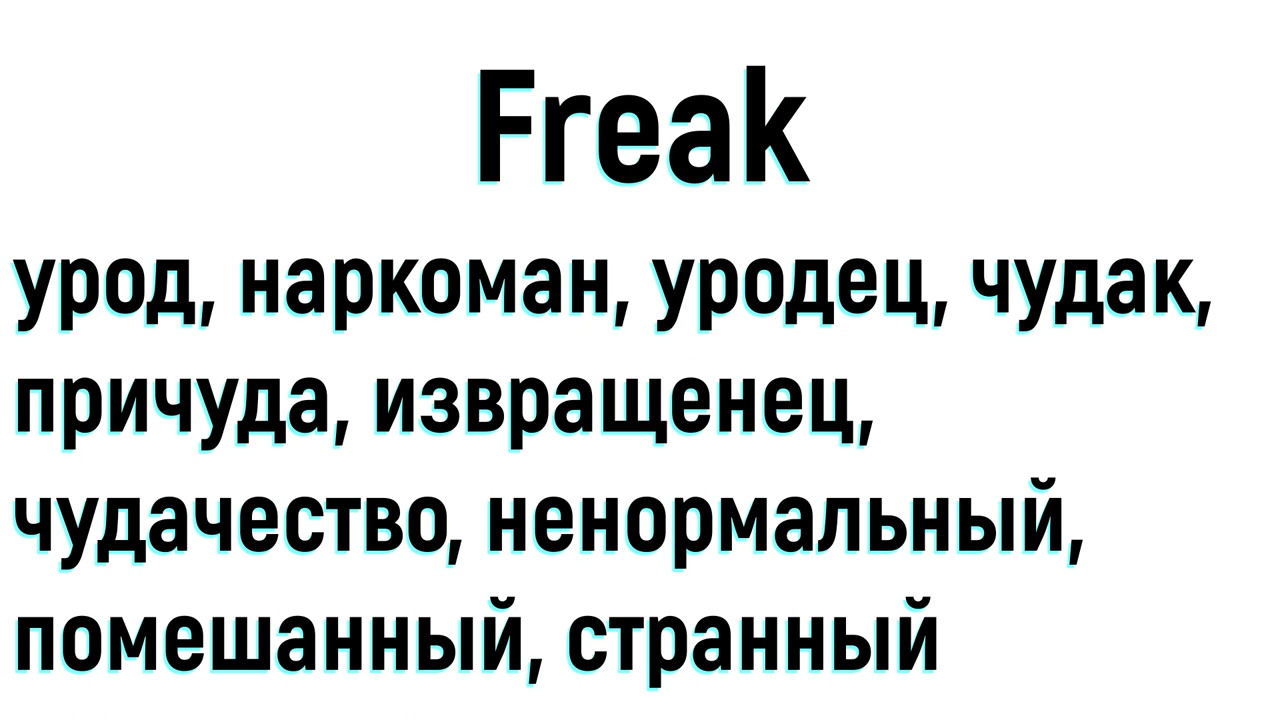 Freak
урод, наркоман, уродец, чудак,
причуда, извращенец,
чудачество, ненормальный,
помешанный, странный